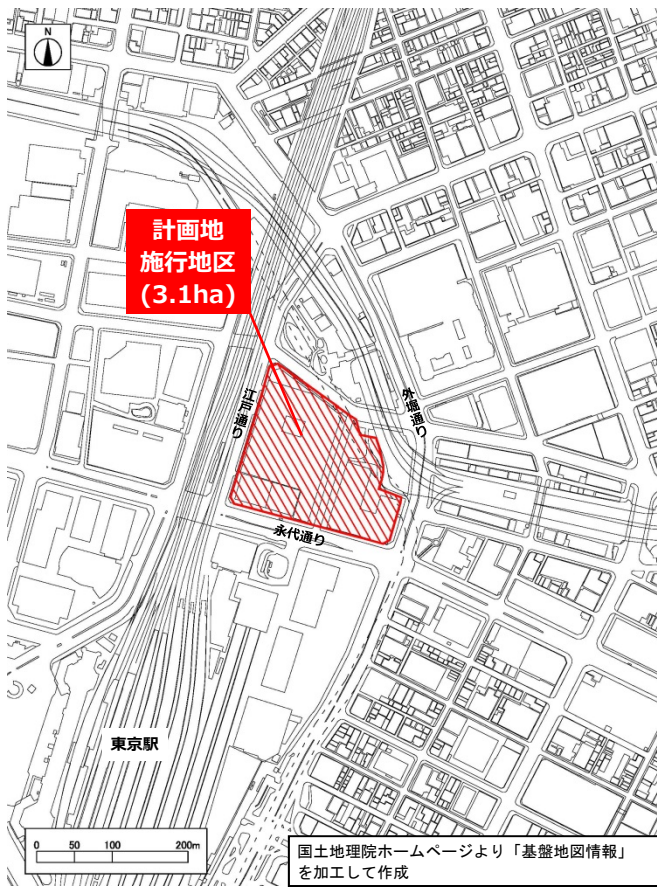 N
計画地
施行地区
(3.1ha)
江戸通り
外堀通り
永代通り
東京駅
0 50 100 200m
国土地理院ホームページより「基盤地図情報」
を加工して作成